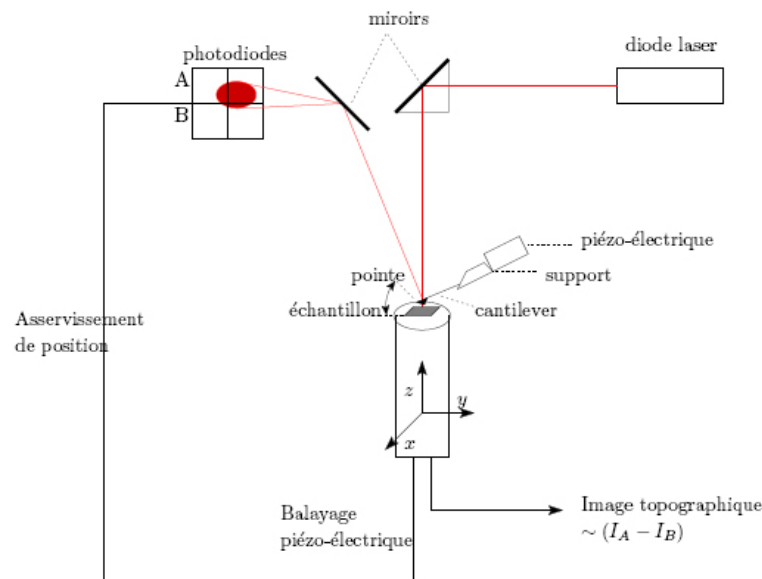 miroirs
diode laser
photodiodes
A
B
piézo-électrique
pointe
support
échantillon
cantilever
Asservissement
de position
z
y
x
Balayage
piézo-électrique
Image topographique
∼ (I_A − I_B)